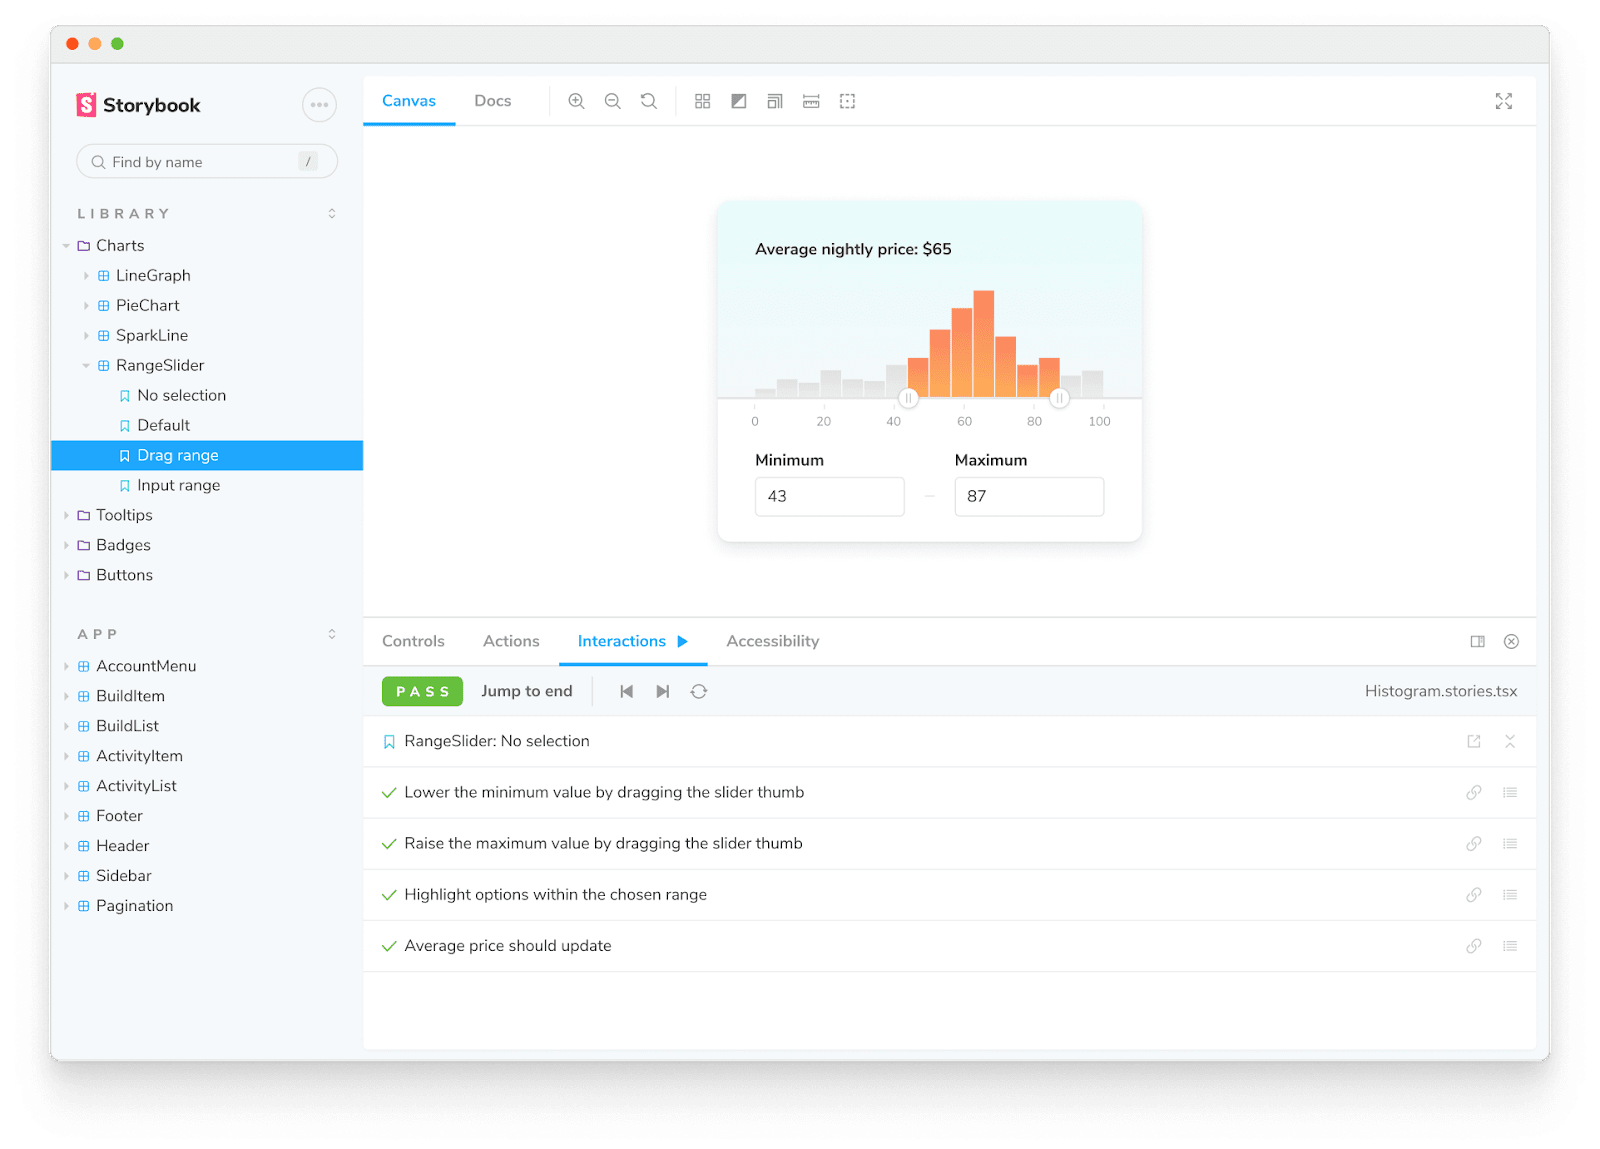 Storybook
Find by name /
LIBRARY
Charts
LineGraph
PieChart
SparkLine
RangeSlider
No selection
Default
Drag range
Input range
Tooltips
Badges
Buttons
APP
AccountMenu
BuildItem
BuildList
ActivityItem
ActivityList
Footer
Header
Sidebar
Pagination
Canvas Docs
Average nightly price: $65
0 20 40 60 80 100
Minimum Maximum
43 – 87
Controls Actions Interactions Accessibility
PASS Jump to end Histogram.stories.tsx
RangeSlider: No selection
Lower the minimum value by dragging the slider thumb
Raise the maximum value by dragging the slider thumb
Highlight options within the chosen range
Average price should update